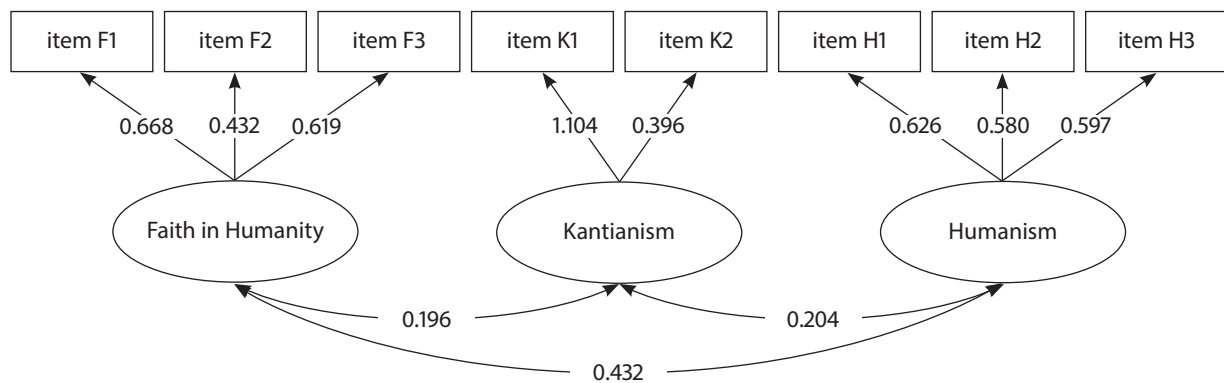 item F1
item F2
item F3
item K1
item K2
item H1
item H2
item H3
0.668
0.432
0.619
1.104
0.396
0.626
0.580
0.597
Faith in Humanity
Kantianism
Humanism
0.196
0.204
0.432